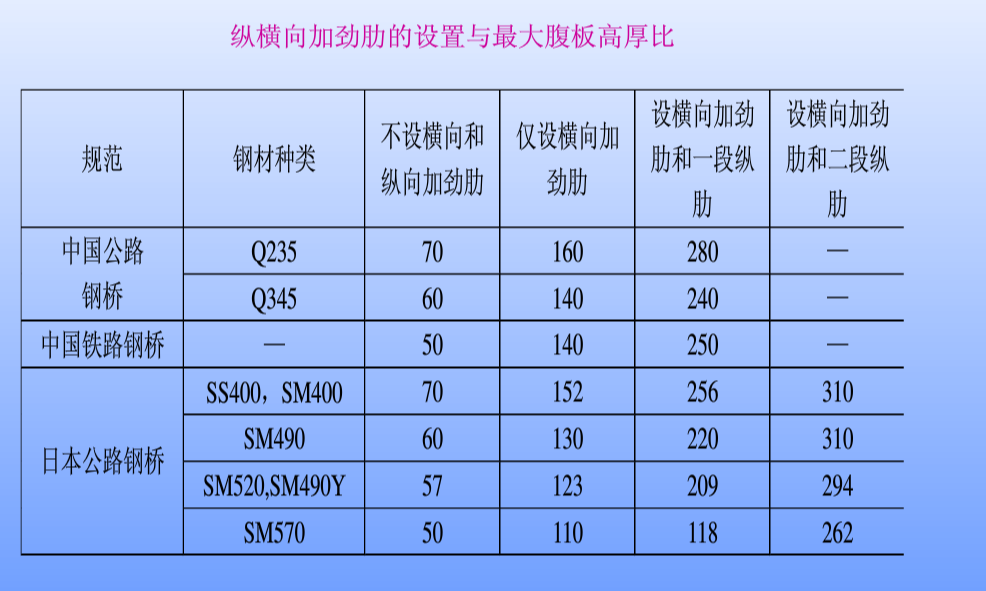 纵横向加劲肋的设置与最大腹板高厚比
规范 钢材种类 不设横向和纵向加劲肋 仅设横向加劲肋 设横向加劲肋和一段纵肋 设横向加劲肋和二段纵肋
中国公路钢桥 Q235 70 160 280 —
Q345 60 140 240 —
中国铁路钢桥 — 50 140 250 —
日本公路钢桥 SS400，SM400 70 152 256 310
SM490 60 130 220 310
SM520,SM490Y 57 123 209 294
SM570 50 110 118 262